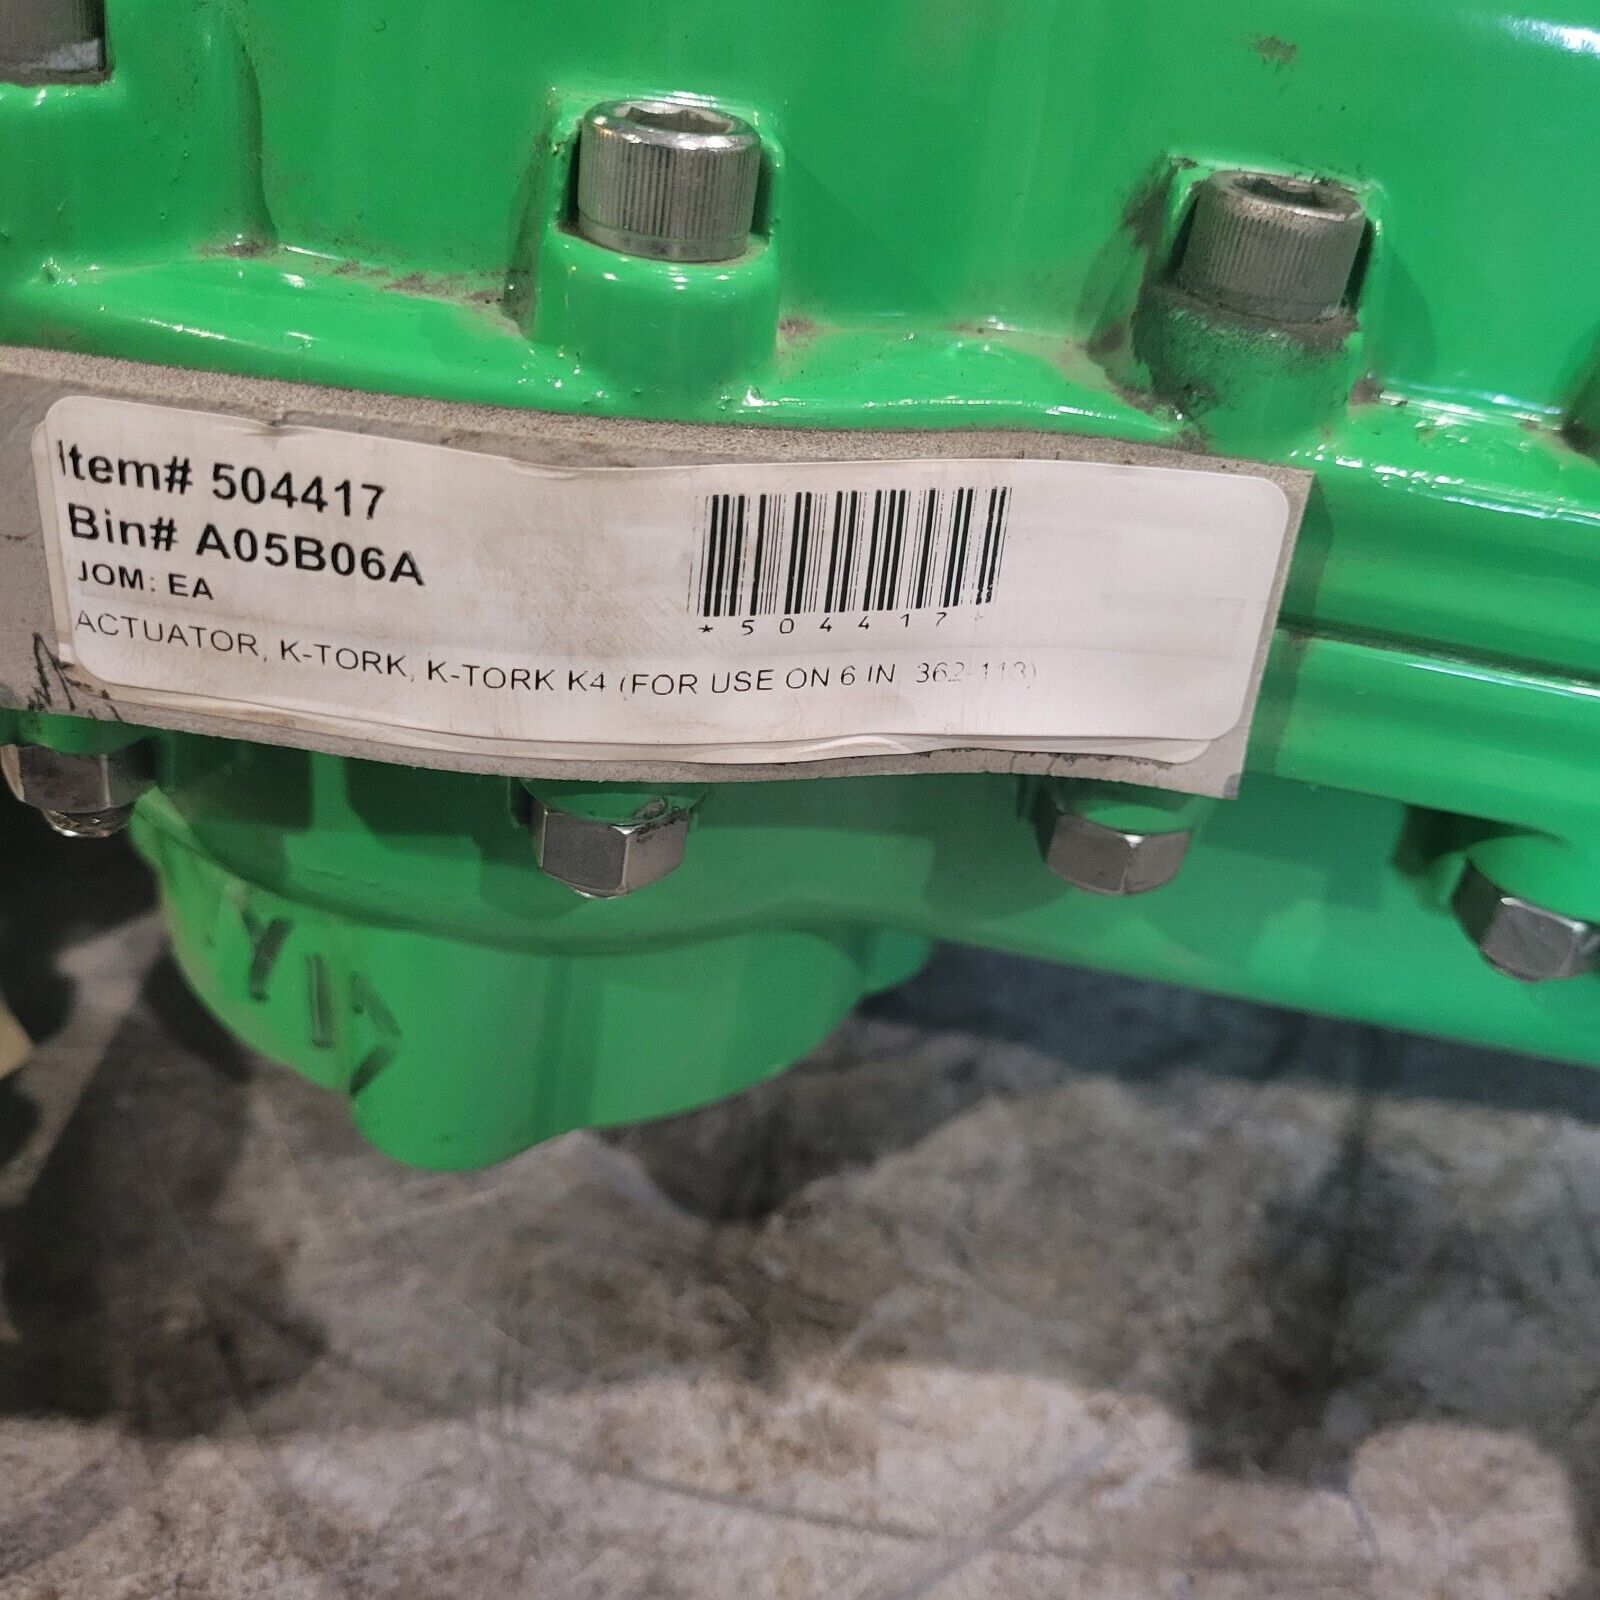 Item# 504417
Bin# A05B06A
JOM: EA
*504417*
ACTUATOR, K-TORK, K-TORK K4 (FOR USE ON 6 IN. 362-113)